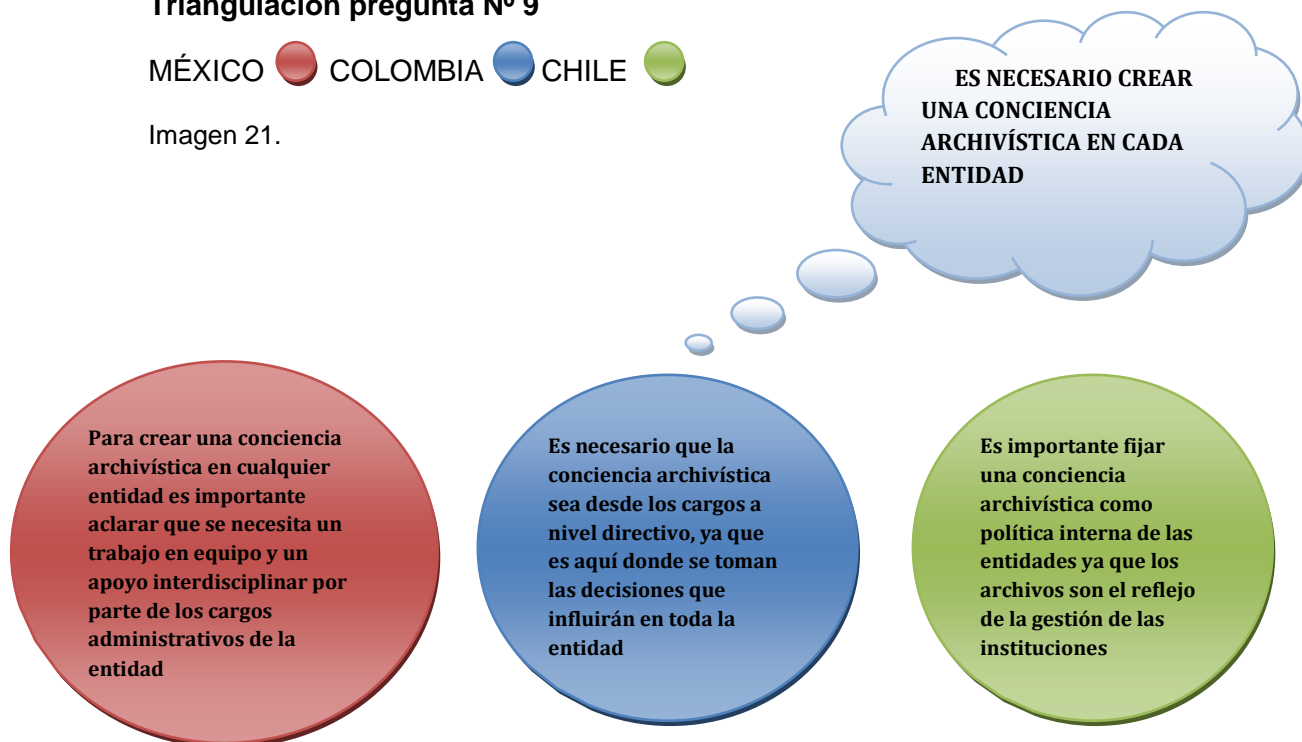 Triangulación pregunta Nº 9
MÉXICO COLOMBIA CHILE
Imagen 21.
ES NECESARIO CREAR
UNA CONCIENCIA
ARCHIVÍSTICA EN CADA
ENTIDAD
Para crear una conciencia
archivística en cualquier
entidad es importante
aclarar que se necesita un
trabajo en equipo y un
apoyo interdisciplinar por
parte de los cargos
administrativos de la
entidad
Es necesario que la
conciencia archivística
sea desde los cargos a
nivel directivo, ya que
es aquí donde se toman
las decisiones que
influirán en toda la
entidad
Es importante fijar
una conciencia
archivística como
política interna de las
entidades ya que los
archivos son el reflejo
de la gestión de las
instituciones